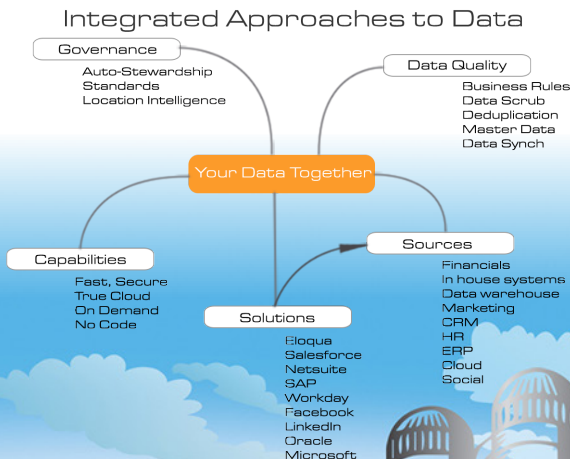 Integrated Approaches to Data
Governance
Auto-Stewardship
Standards
Location Intelligence
Data Quality
Business Rules
Data Scrub
Deduplication
Master Data
Data Synch
Your Data Together
Capabilities
Fast, Secure
True Cloud
On Demand
No Code
Solutions
Eloqua
Salesforce
Netsuite
SAP
Workday
Facebook
LinkedIn
Oracle
Microsoft
Sources
Financials
In house systems
Data warehouse
Marketing
CRM
HR
ERP
Cloud
Social